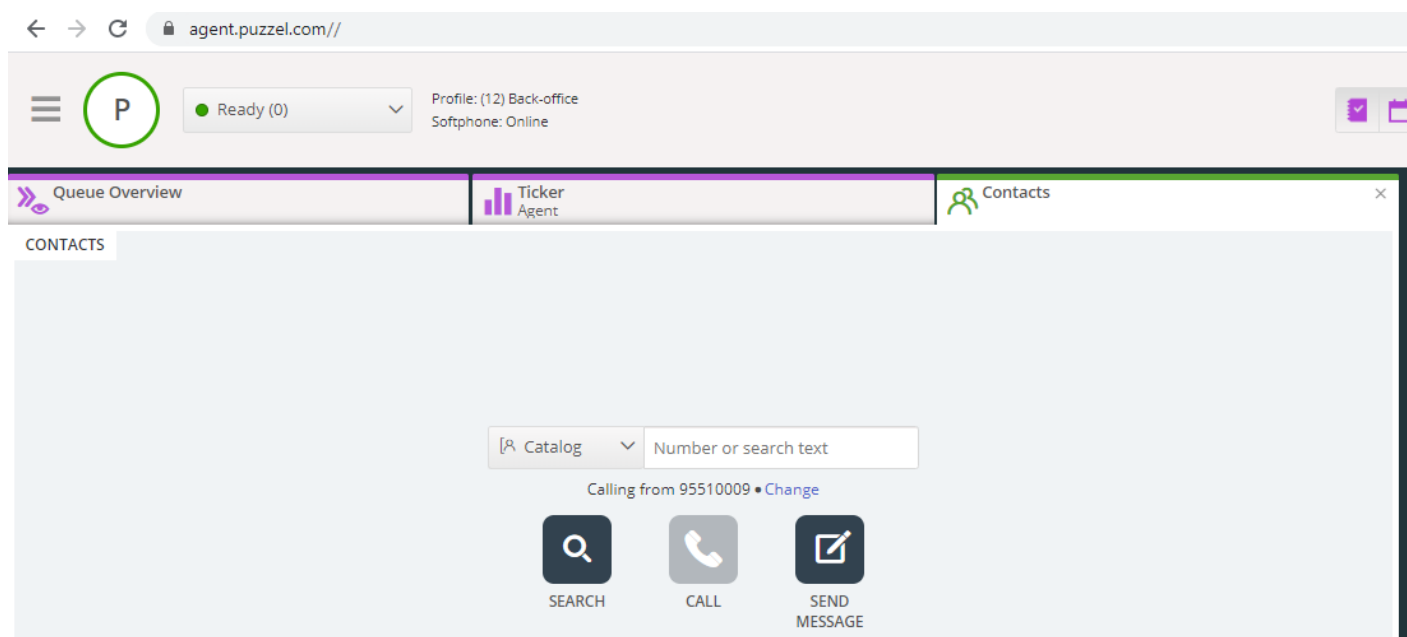 agent.puzzel.com//
P
Ready (0)
Profile: (12) Back-office
Softphone: Online
Queue Overview
Ticker
Agent
Contacts
CONTACTS
Catalog
Number or search text
Calling from 95510009 • Change
SEARCH
CALL
SEND
MESSAGE